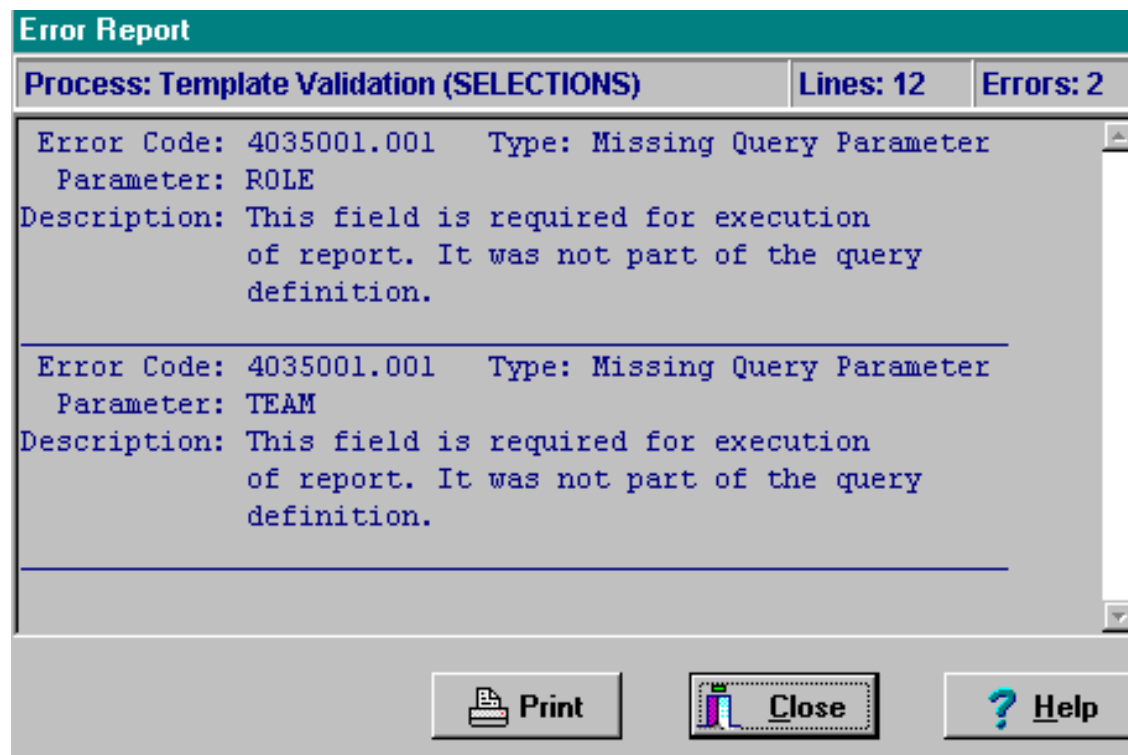 Error Report
Process: Template Validation (SELECTIONS) Lines: 12 Errors: 2
Error Code: 4035001.001 Type: Missing Query Parameter
Parameter: ROLE
Description: This field is required for execution
of report. It was not part of the query
definition.
Error Code: 4035001.001 Type: Missing Query Parameter
Parameter: TEAM
Description: This field is required for execution
of report. It was not part of the query
definition.
Print Close Help